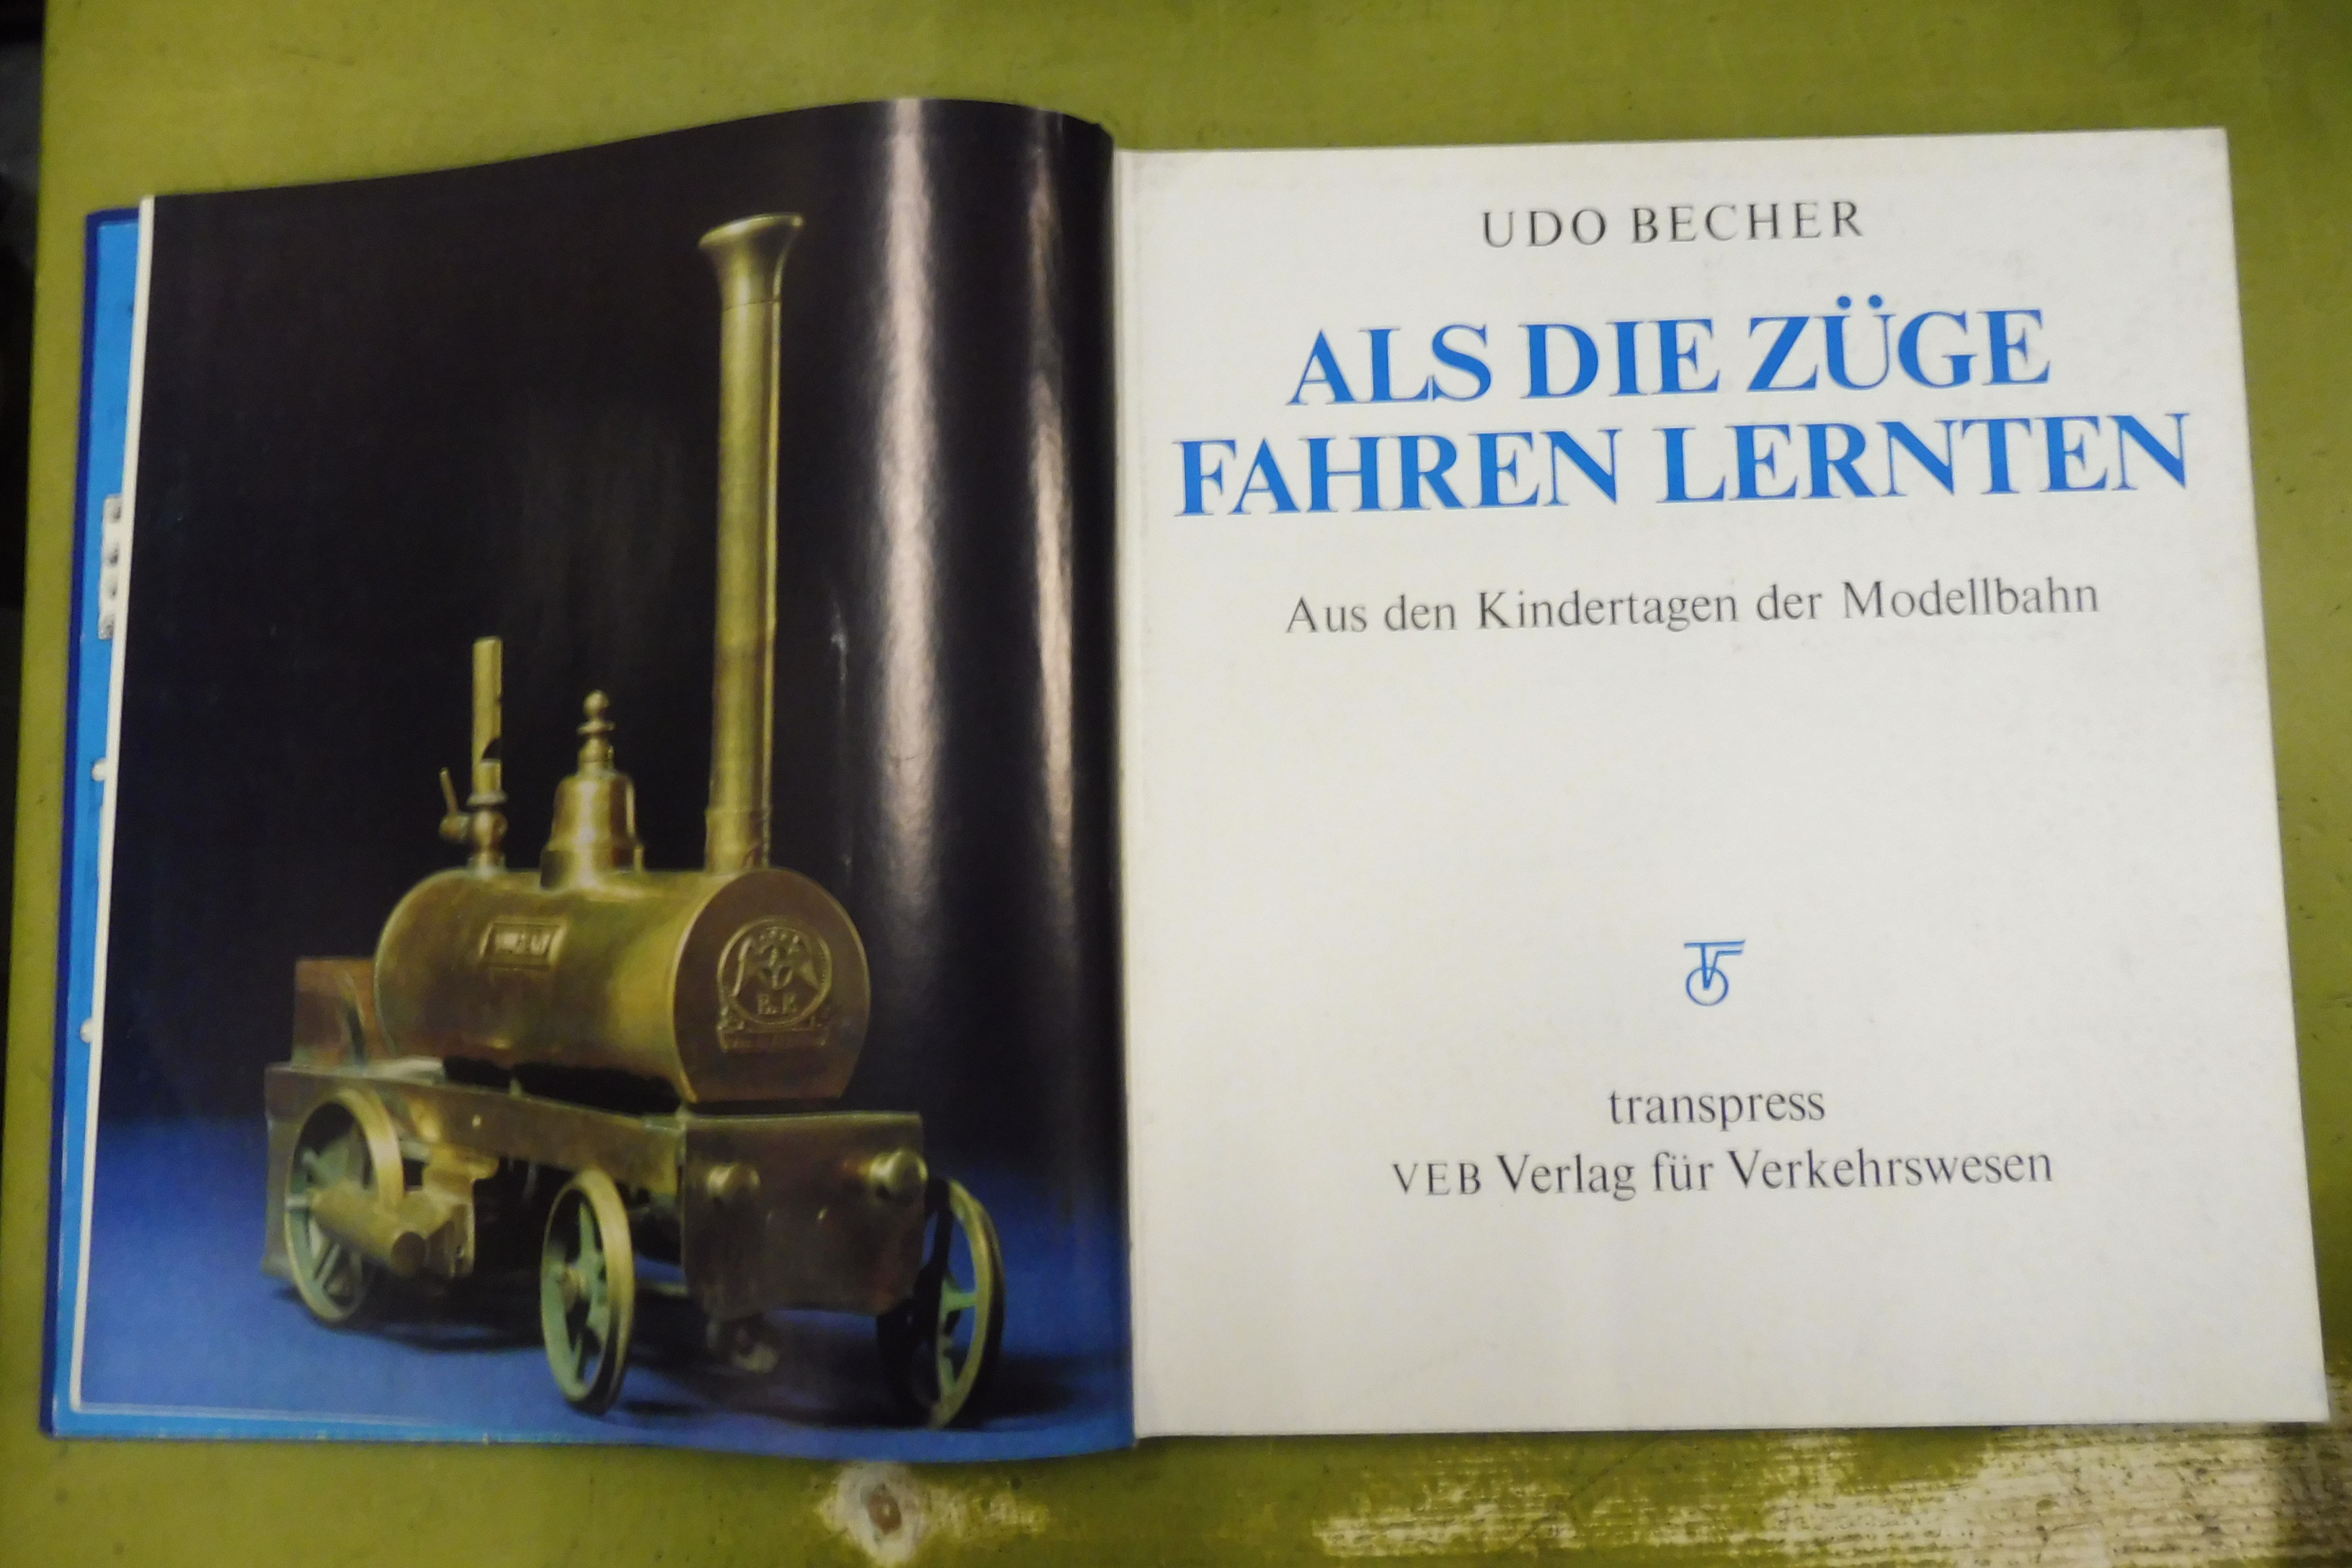 UDO BECHER
ALS DIE ZÜGE
FAHREN LERNTEN
Aus den Kindertagen der Modellbahn
transpress
VEB Verlag für Verkehrswesen